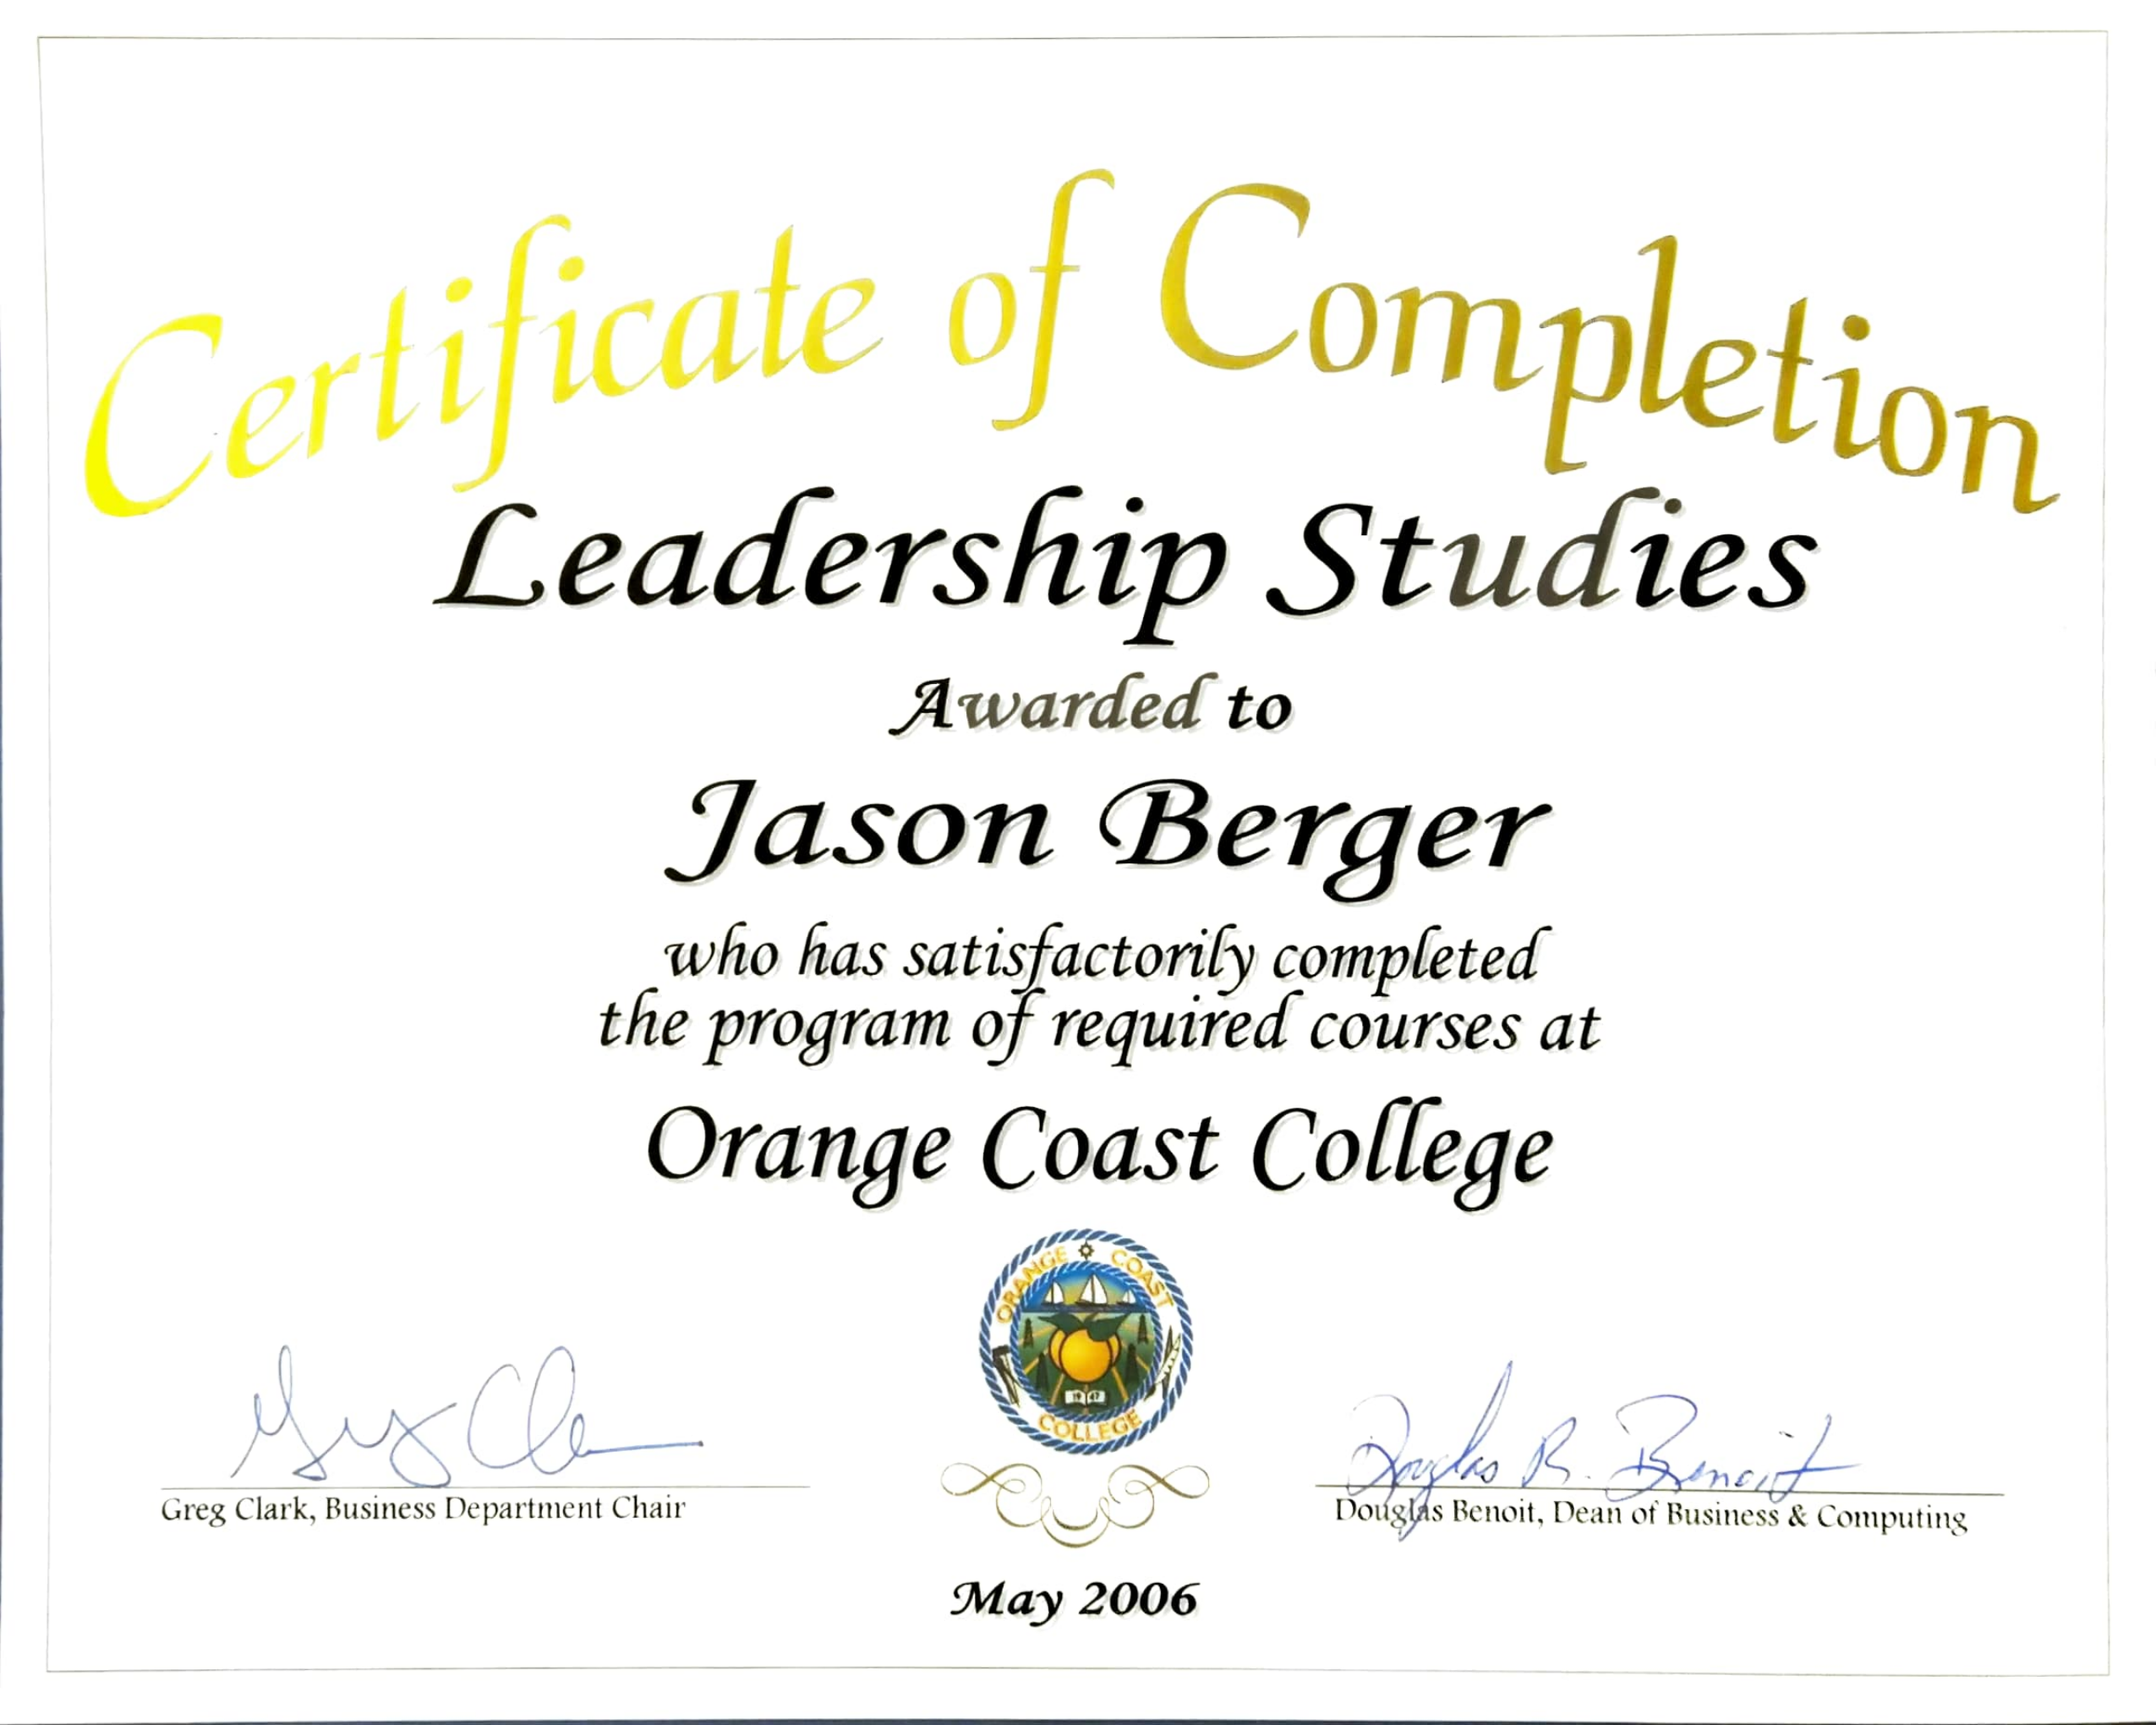 Certificate of Completion
Leadership Studies
Awarded to
Jason Berger
who has satisfactorily completed
the program of required courses at
Orange Coast College
ORANGE COAST
1947
COLLEGE
Greg Clark
Greg Clark, Business Department Chair
Douglas B. Benoit
Douglas Benoit, Dean of Business & Computing
May 2006